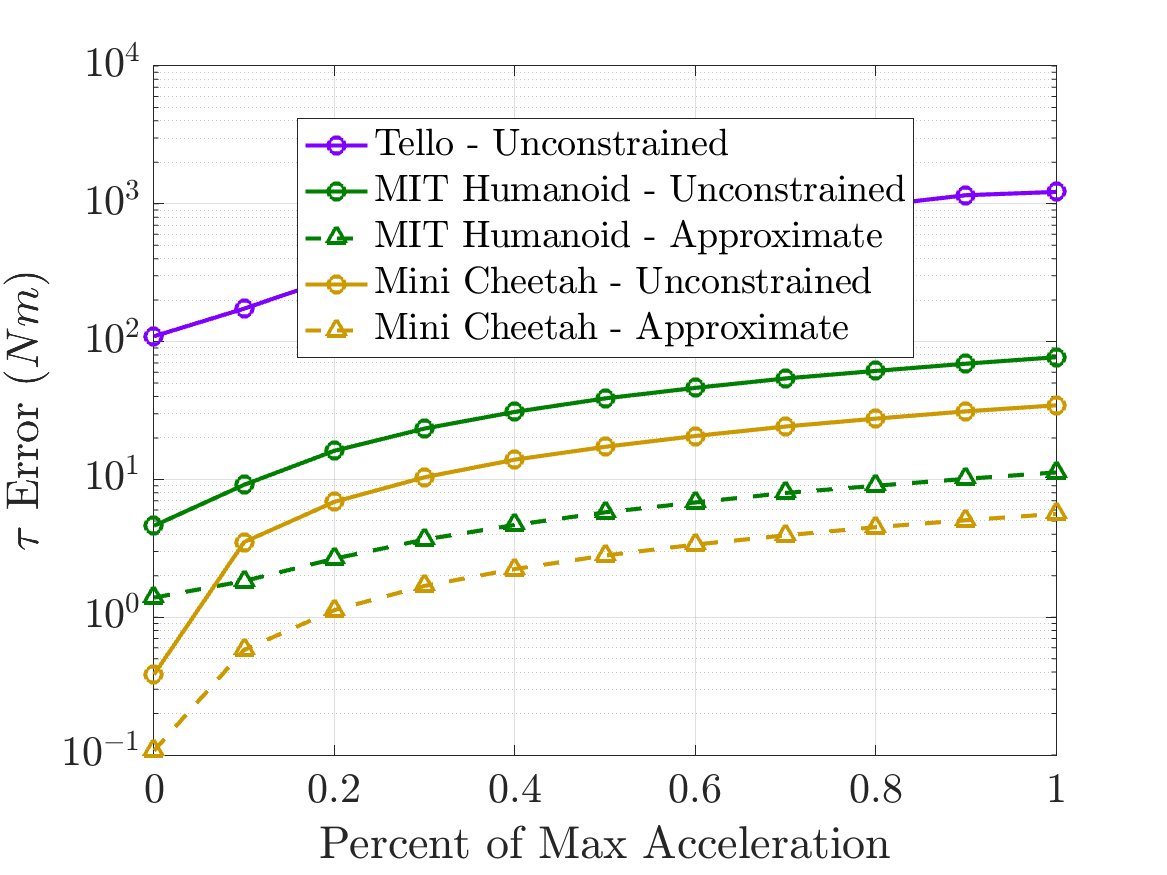 10^4
10^3
10^2
10^1
10^0
10^{-1}
τ Error (Nm)
Tello - Unconstrained
MIT Humanoid - Unconstrained
MIT Humanoid - Approximate
Mini Cheetah - Unconstrained
Mini Cheetah - Approximate
0 0.2 0.4 0.6 0.8 1
Percent of Max Acceleration